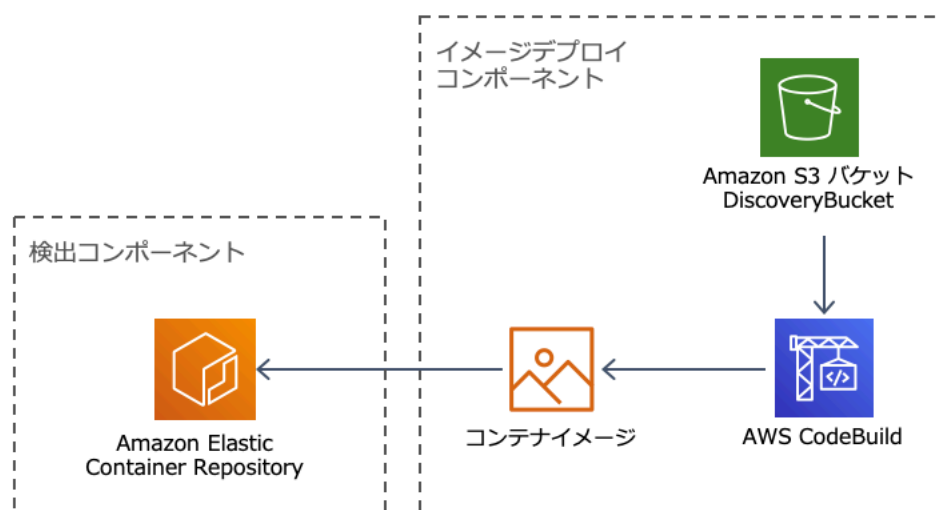 イメージデプロイ
コンポーネント
Amazon S3 バケット
DiscoveryBucket
検出コンポーネント
Amazon Elastic
Container Repository
コンテナイメージ
AWS CodeBuild